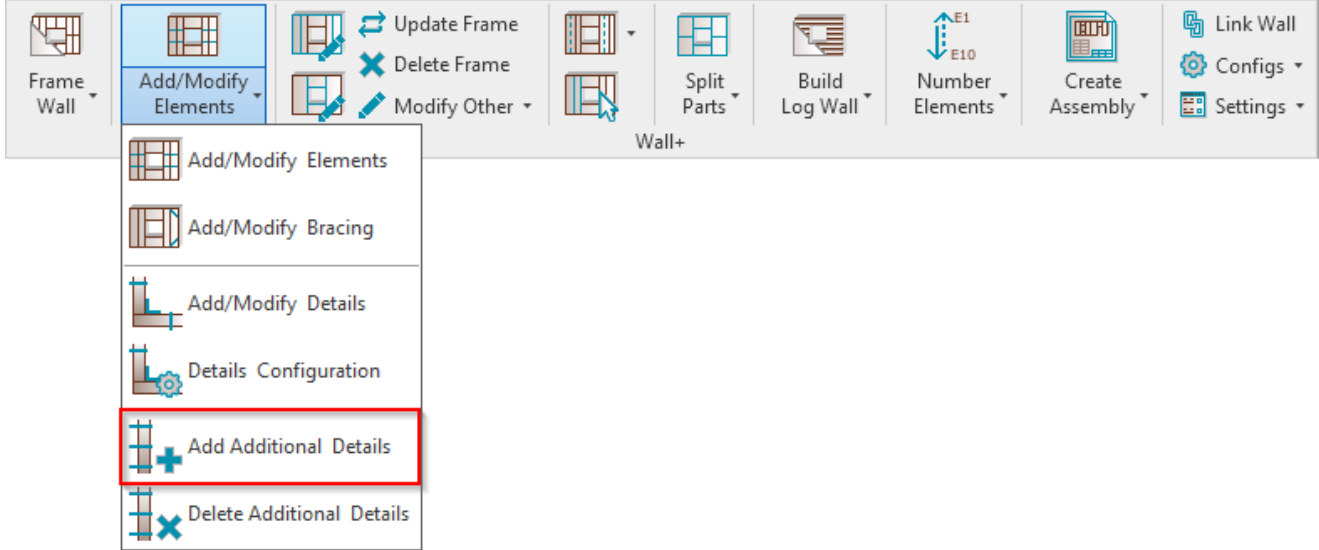 Frame
Wall
Add/Modify
Elements
Update Frame
Delete Frame
Modify Other
Split
Parts
Build
Log Wall
E1
E10
Number
Elements
Create
Assembly
Link Wall
Configs
Settings
Wall+
Add/Modify Elements
Add/Modify Bracing
Add/Modify Details
Details Configuration
Add Additional Details
Delete Additional Details